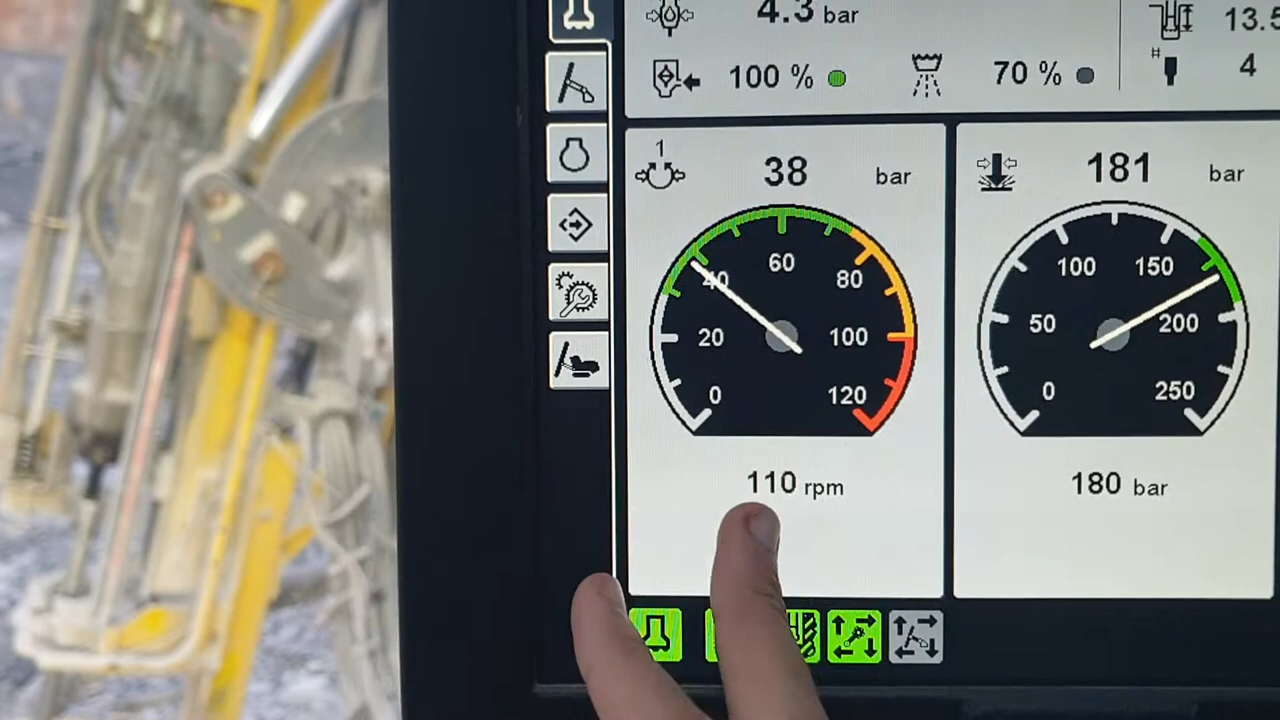 4.3 bar
13.5
100 %
70 %
#
4
1
38 bar
181 bar
0 20 40 60 80 100 120
0 50 100 150 200 250
110 rpm
180 bar